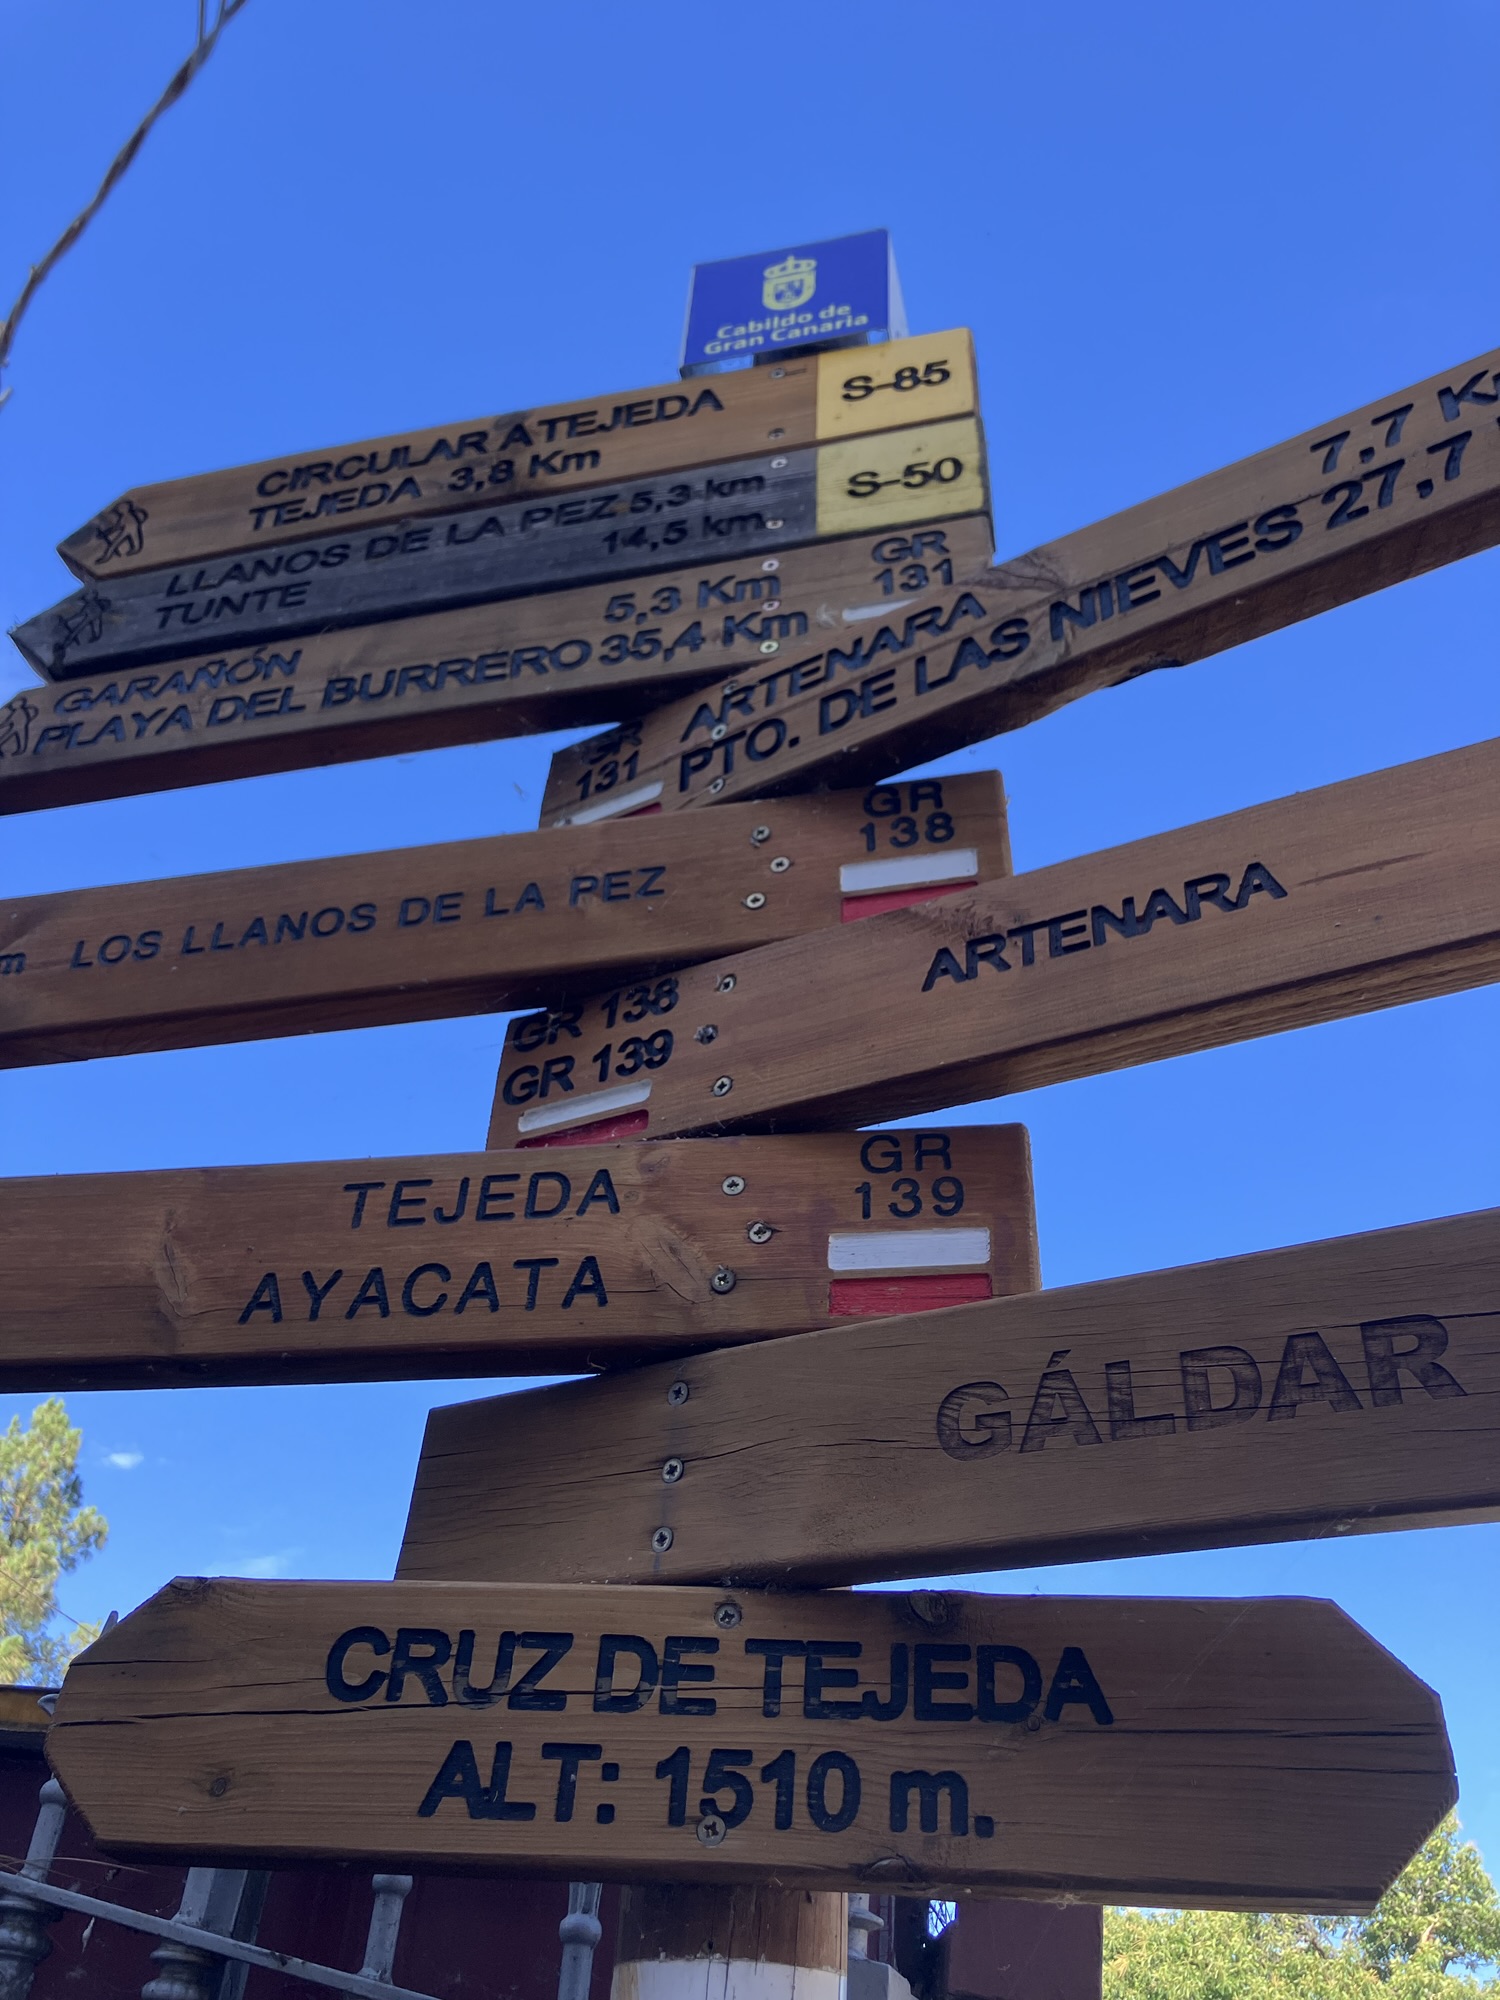 Cabildo de
Gran Canaria
CIRCULAR A TEJEDA
TEJEDA 3,8 Km
S-85
LLANOS DE LA PEZ 5,3 km
TUNTE 14,5 km
S-50
GARAÑÓN 5,3 Km
PLAYA DEL BURRERO 35,4 Km
GR
131
ARTENARA 7,7 Km
PTO. DE LAS NIEVES 27,7
GR
131
m LOS LLANOS DE LA PEZ
GR
138
GR 138
GR 139
ARTENARA
TEJEDA
AYACATA
GR
139
GÁLDAR
CRUZ DE TEJEDA
ALT: 1510 m.